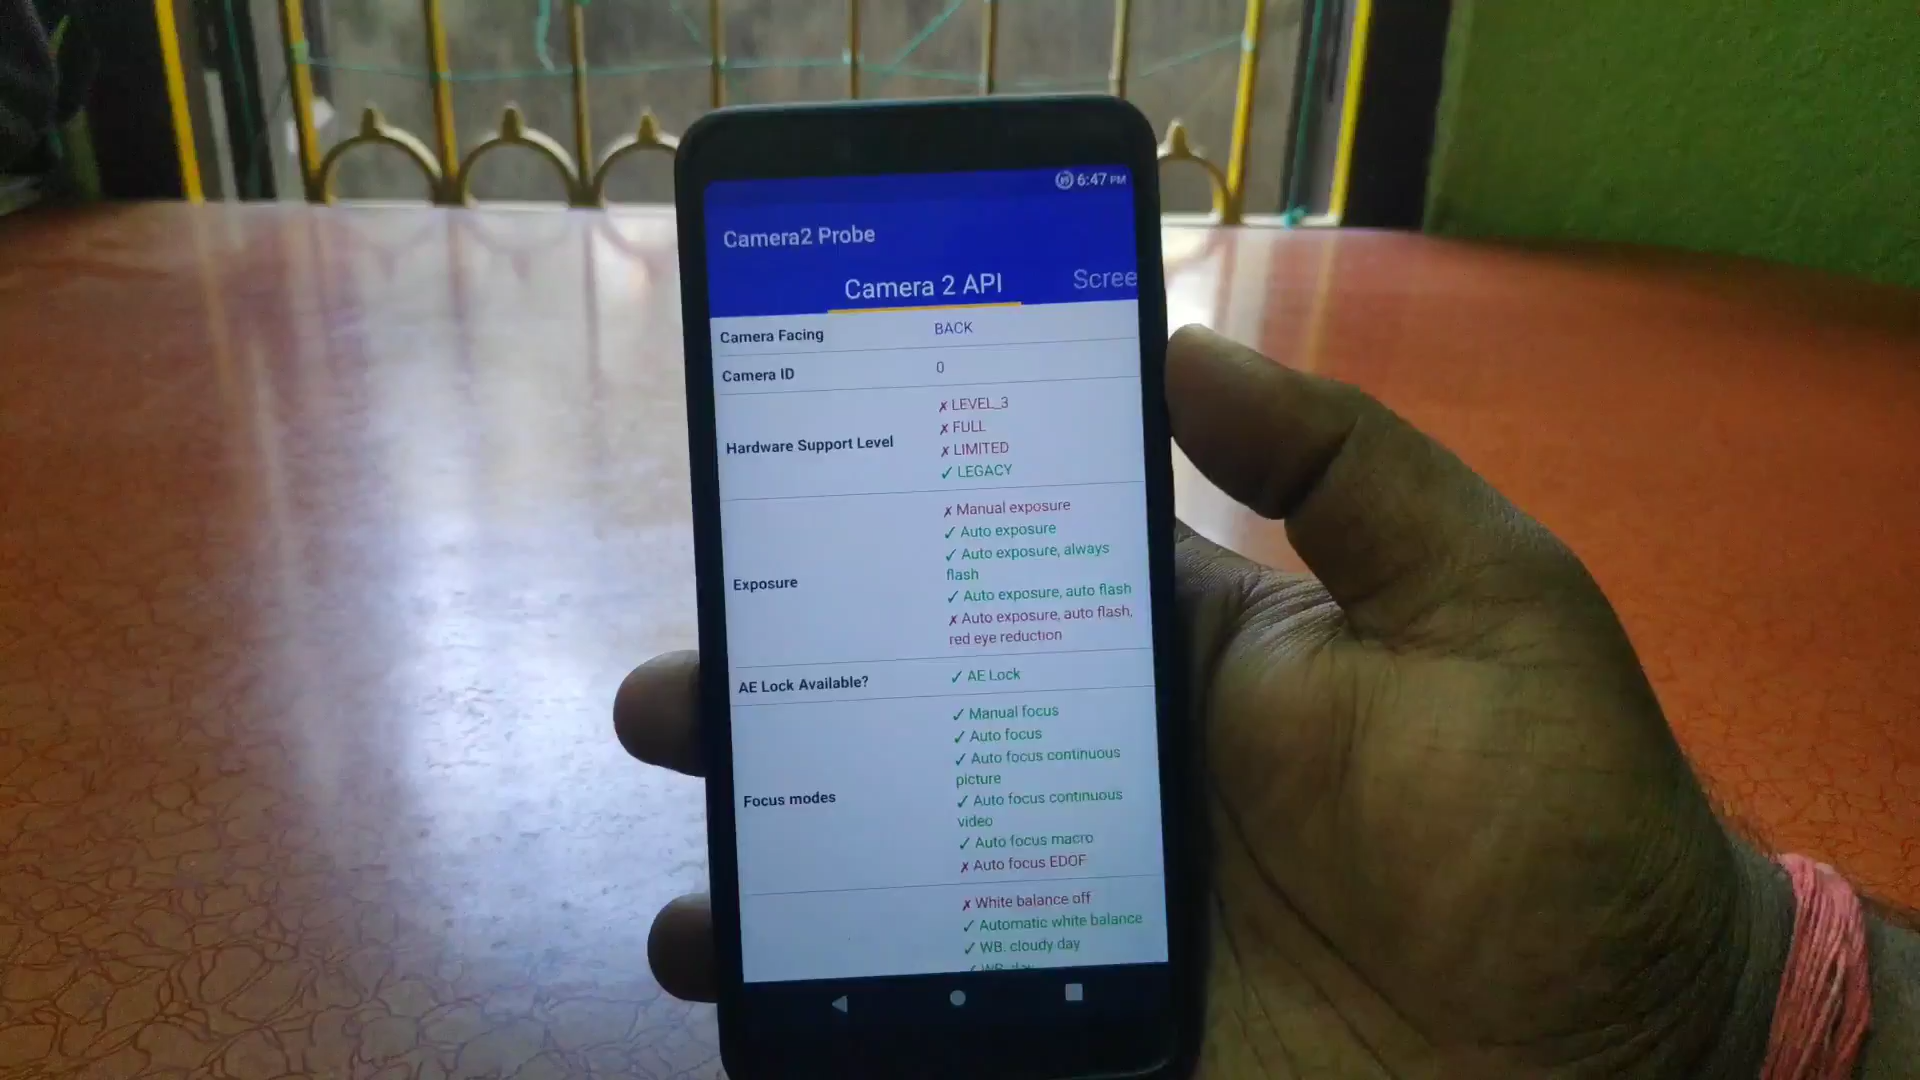 6:47 PM
Camera2 Probe
Camera 2 API Scree
Camera Facing BACK
Camera ID 0
Hardware Support Level
✗ LEVEL_3
✗ FULL
✗ LIMITED
✓ LEGACY
Exposure
✗ Manual exposure
✓ Auto exposure
✓ Auto exposure, always
flash
✓ Auto exposure, auto flash
✗ Auto exposure, auto flash,
red eye reduction
AE Lock Available? ✓ AE Lock
Focus modes
✓ Manual focus
✓ Auto focus
✓ Auto focus continuous
picture
✓ Auto focus continuous
video
✓ Auto focus macro
✗ Auto focus EDOF
✗ White balance off
✓ Automatic white balance
✓ WB: cloudy day